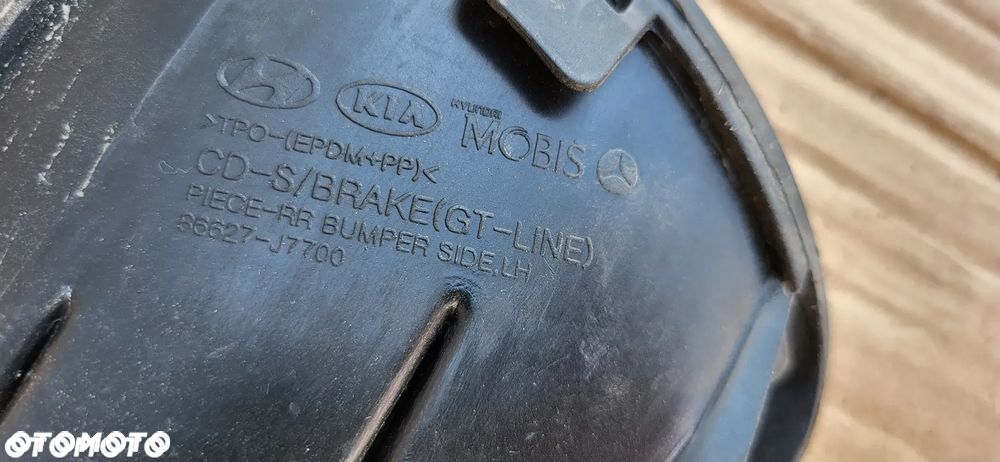 KIA
HYUNDAI
MOBIS
>TPO-(EPDM+PP)<
CD-S/BRAKE(GT-LINE)
PIECE-RR BUMPER SIDE,LH
86627-J7700
OTOMOTO